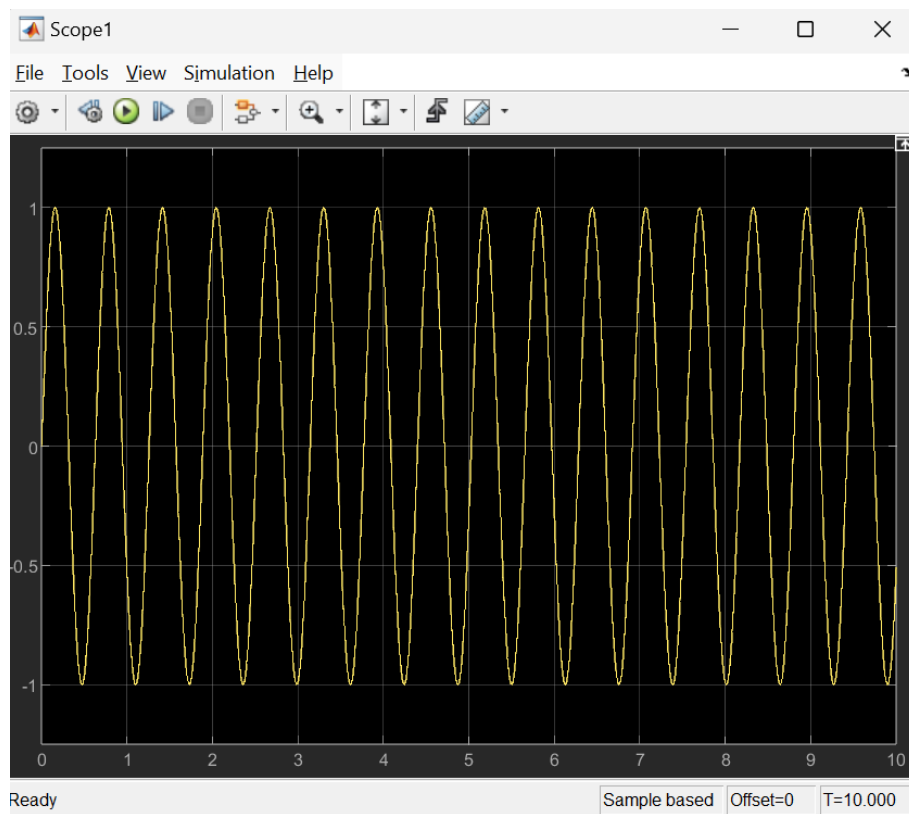 Scope1
File Tools View Simulation Help
1
0.5
0
-0.5
-1
0 1 2 3 4 5 6 7 8 9 10
Ready Sample based Offset=0 T=10.000